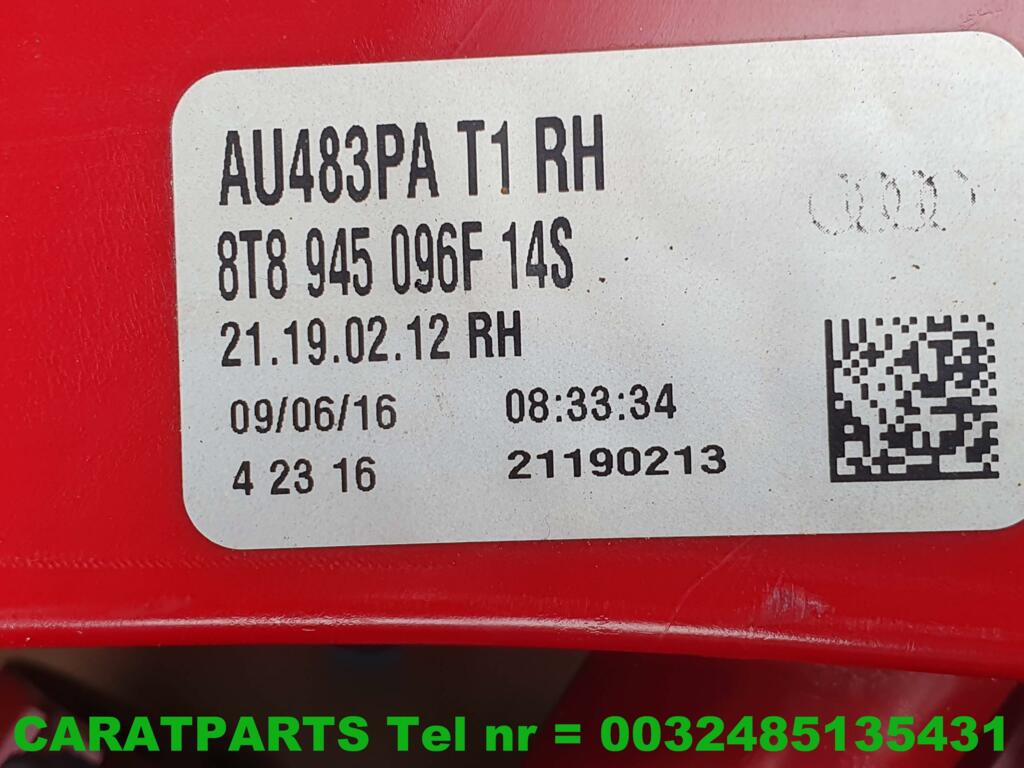 AU483PA T1 RH
8T8 945 096F 14S
21.19.02.12 RH
09/06/16 08:33:34
4 23 16 21190213
CARATPARTS Tel nr = 0032485135431